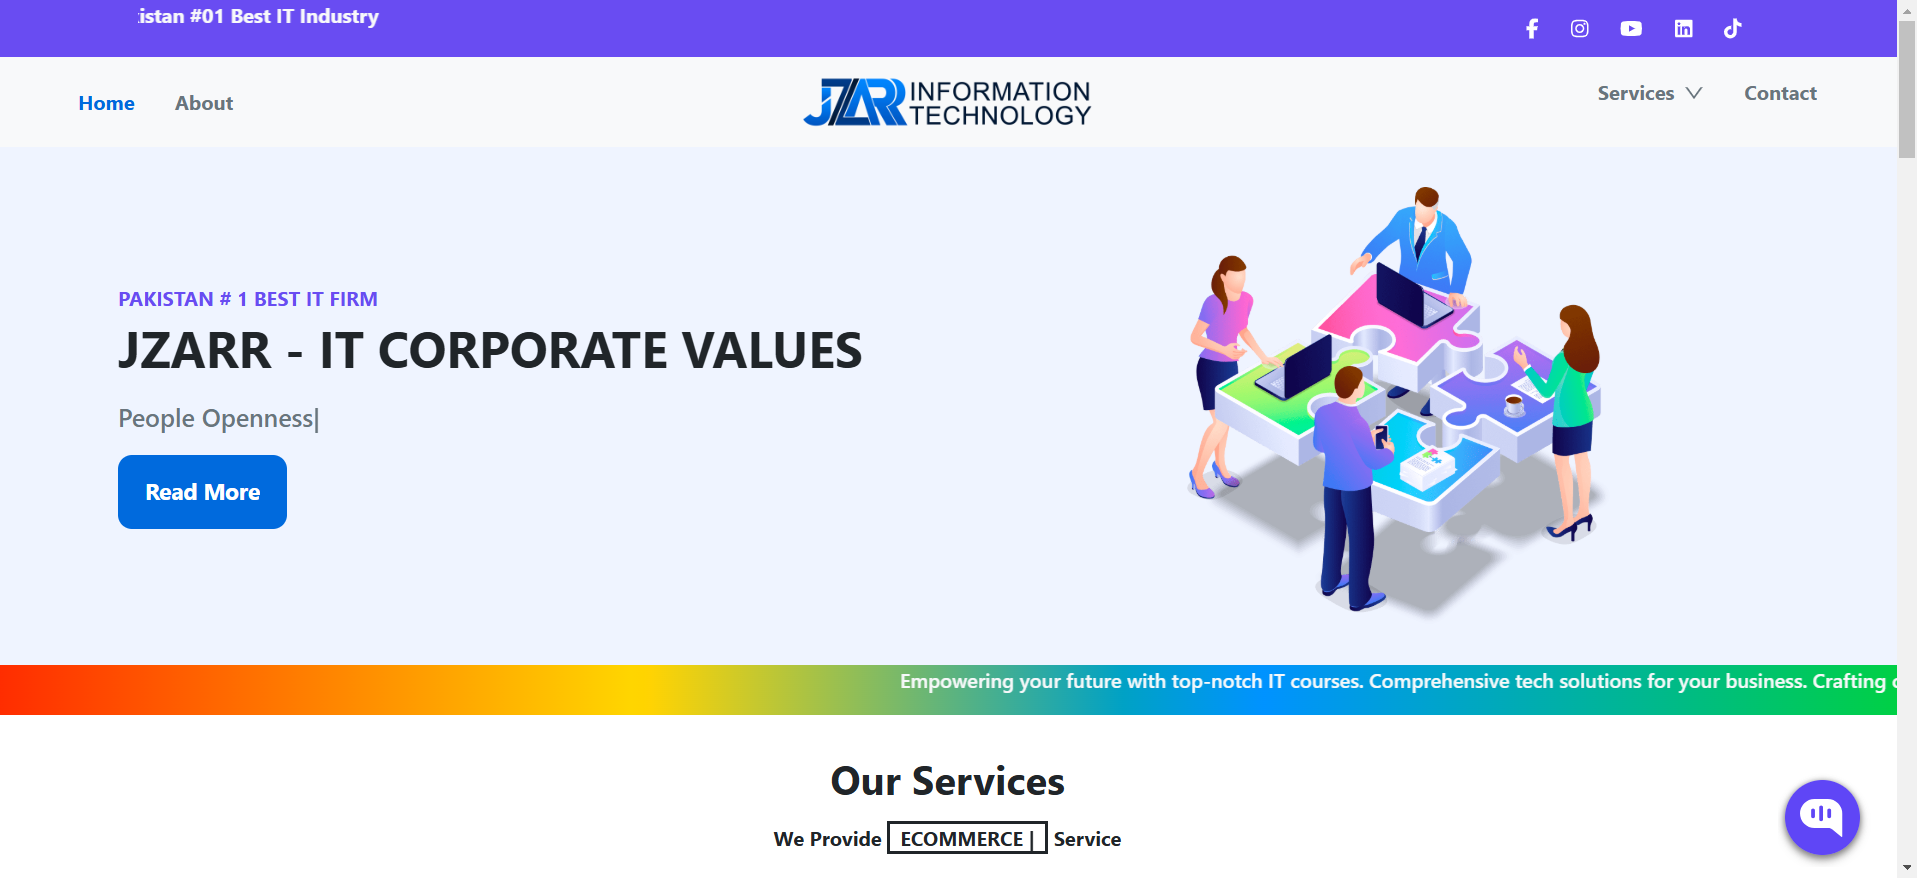 istan #01 Best IT Industry
Home About
JZARR INFORMATION TECHNOLOGY
Services Contact
PAKISTAN # 1 BEST IT FIRM
JZARR - IT CORPORATE VALUES
People Openness|
Read More
Empowering your future with top-notch IT courses. Comprehensive tech solutions for your business. Crafting
Our Services
We Provide ECOMMERCE | Service